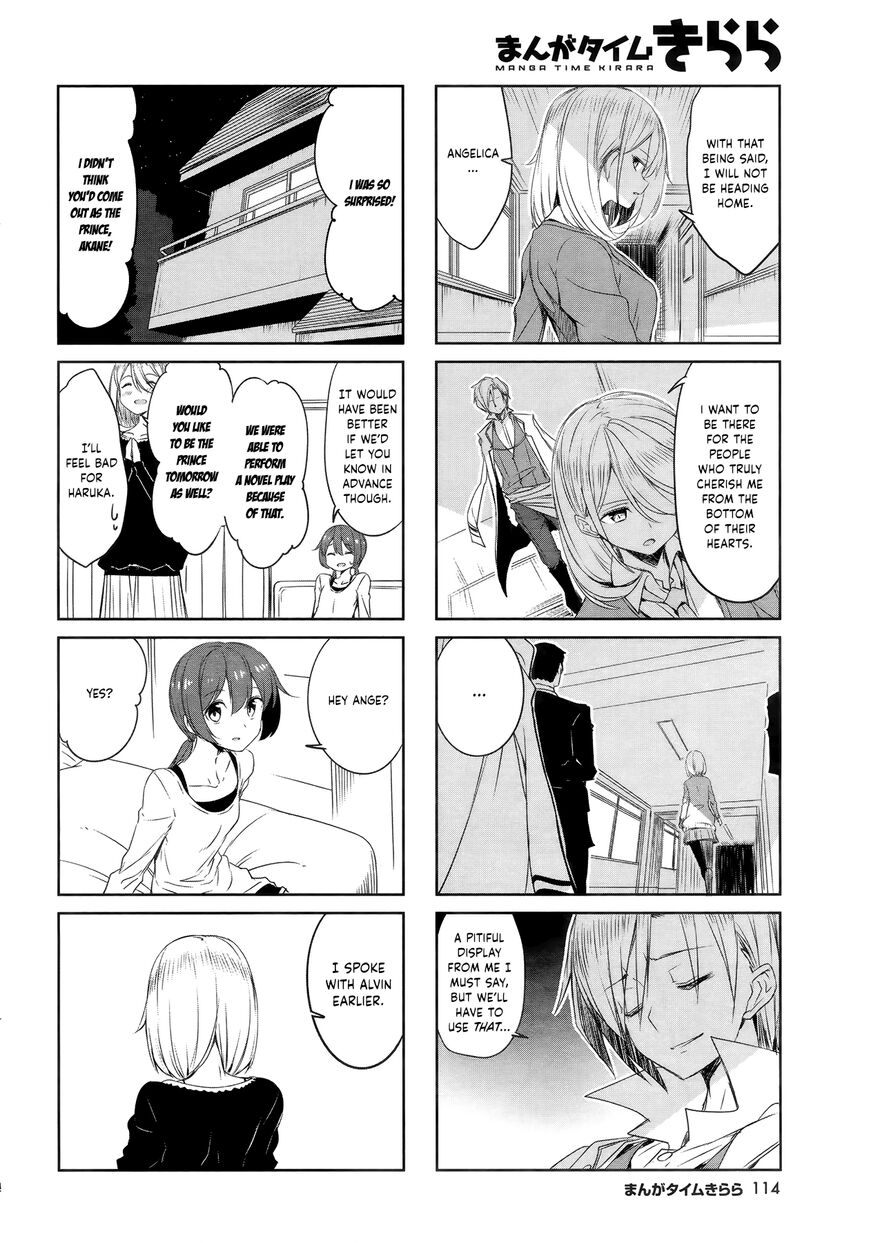 まんがタイムきらら
MANGA TIME KIRARA
WITH THAT
BEING SAID,
I WILL NOT
BE HEADING
HOME.
ANGELICA
...
I WANT TO
BE THERE
FOR THE
PEOPLE
WHO TRULY
CHERISH ME
FROM THE
BOTTOM
OF THEIR
HEARTS.
...
A PITIFUL
DISPLAY
FROM ME I
MUST SAY,
BUT WE'LL
HAVE TO
USE THAT...
I WAS SO
SURPRISED!
I DIDN'T
THINK
YOU'D COME
OUT AS THE
PRINCE,
AKANE!
IT WOULD
HAVE BEEN
BETTER
IF WE'D
LET YOU
KNOW IN
ADVANCE
THOUGH.
WE WERE
ABLE TO
PERFORM
A NOVEL PLAY
BECAUSE
OF THAT.
WOULD
YOU LIKE
TO BE THE
PRINCE
TOMORROW
AS WELL?
I'LL
FEEL BAD
FOR
HARUKA.
HEY ANGE?
YES?
I SPOKE
WITH ALVIN
EARLIER.
まんがタイムきらら 114